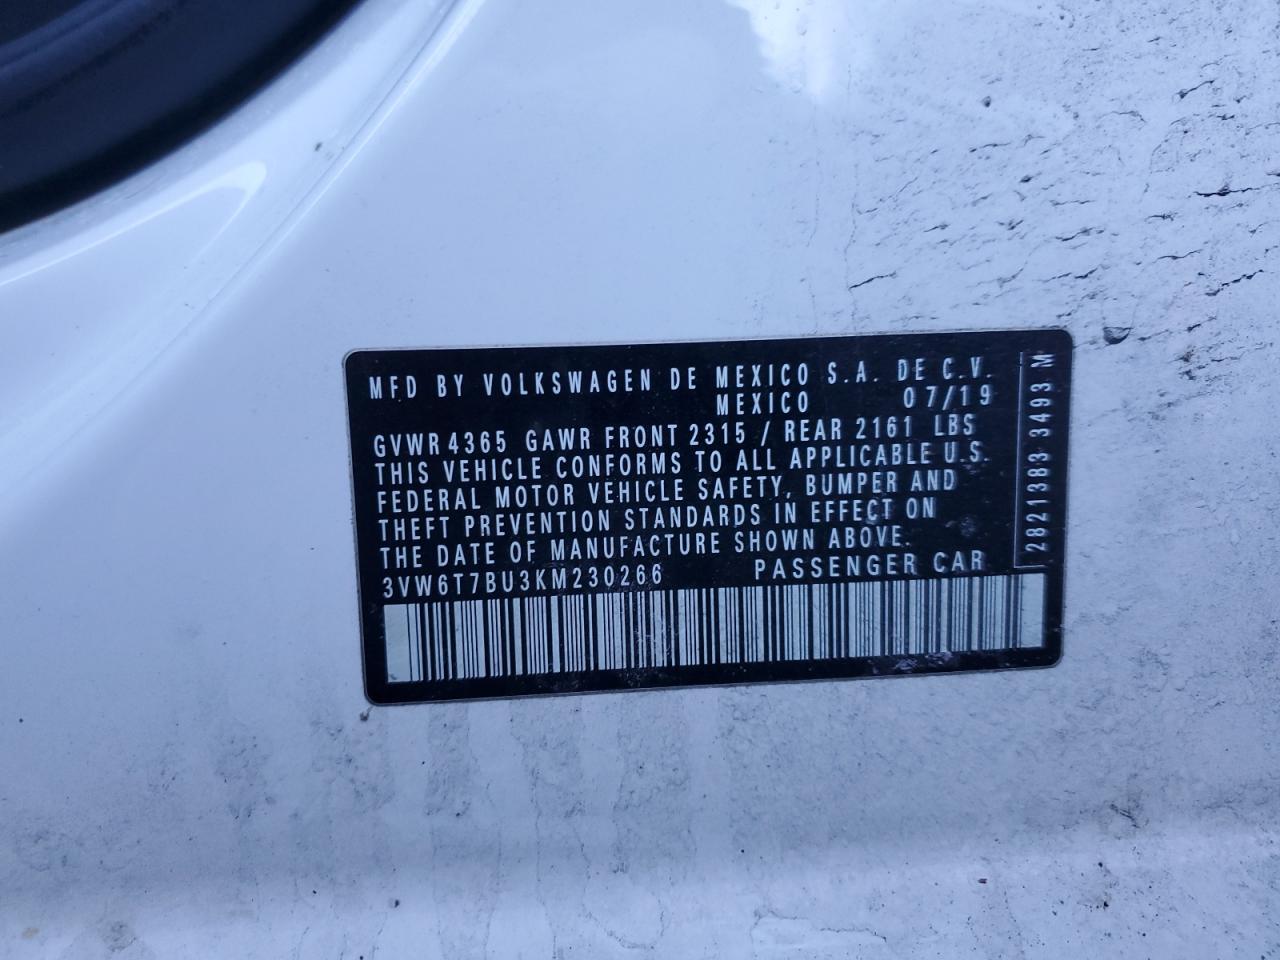 MFD BY VOLKSWAGEN DE MEXICO S.A. DE C.V.
MEXICO 07/19
GVWR 4365 GAWR FRONT 2315 / REAR 2161 LBS
THIS VEHICLE CONFORMS TO ALL APPLICABLE U.S.
FEDERAL MOTOR VEHICLE SAFETY, BUMPER AND
THEFT PREVENTION STANDARDS IN EFFECT ON
THE DATE OF MANUFACTURE SHOWN ABOVE.
3VW6T7BU3KM230266 PASSENGER CAR
2821383 3493 M